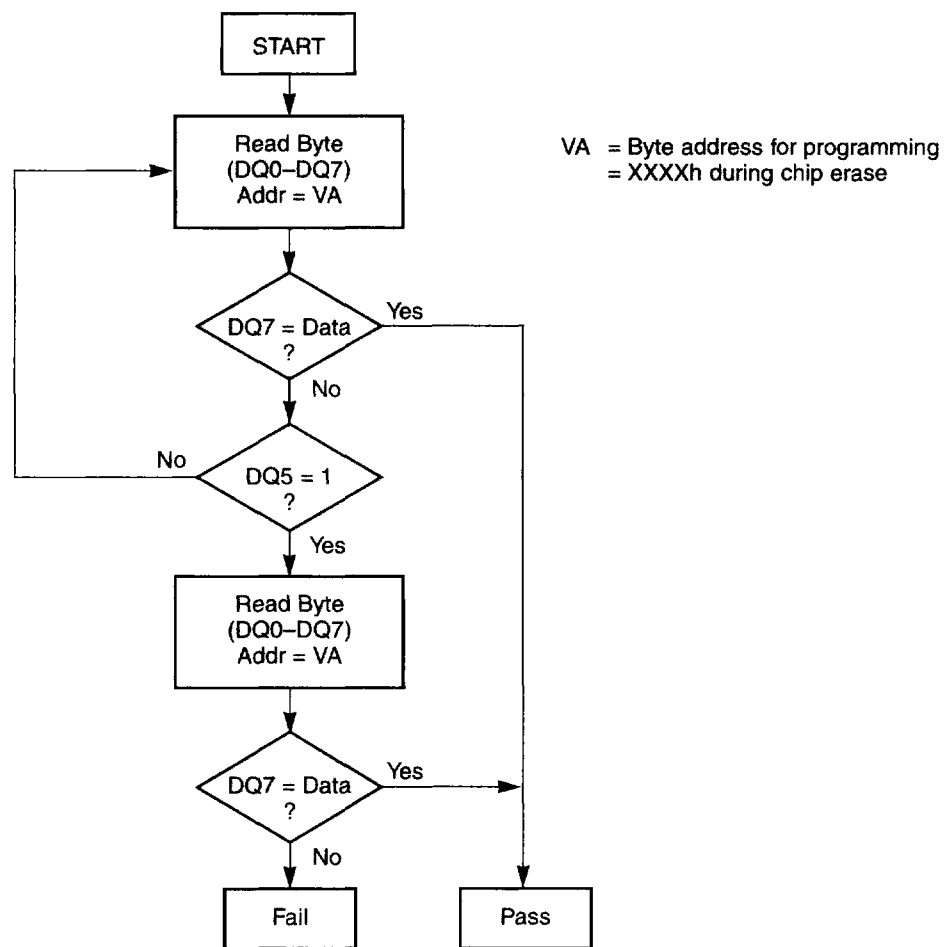 START
Read Byte
(DQ0–DQ7)
Addr = VA
VA = Byte address for programming
= XXXXh during chip erase
DQ7 = Data
?
Yes
No
DQ5 = 1
?
No
Yes
Read Byte
(DQ0–DQ7)
Addr = VA
DQ7 = Data
?
Yes
No
Fail
Pass